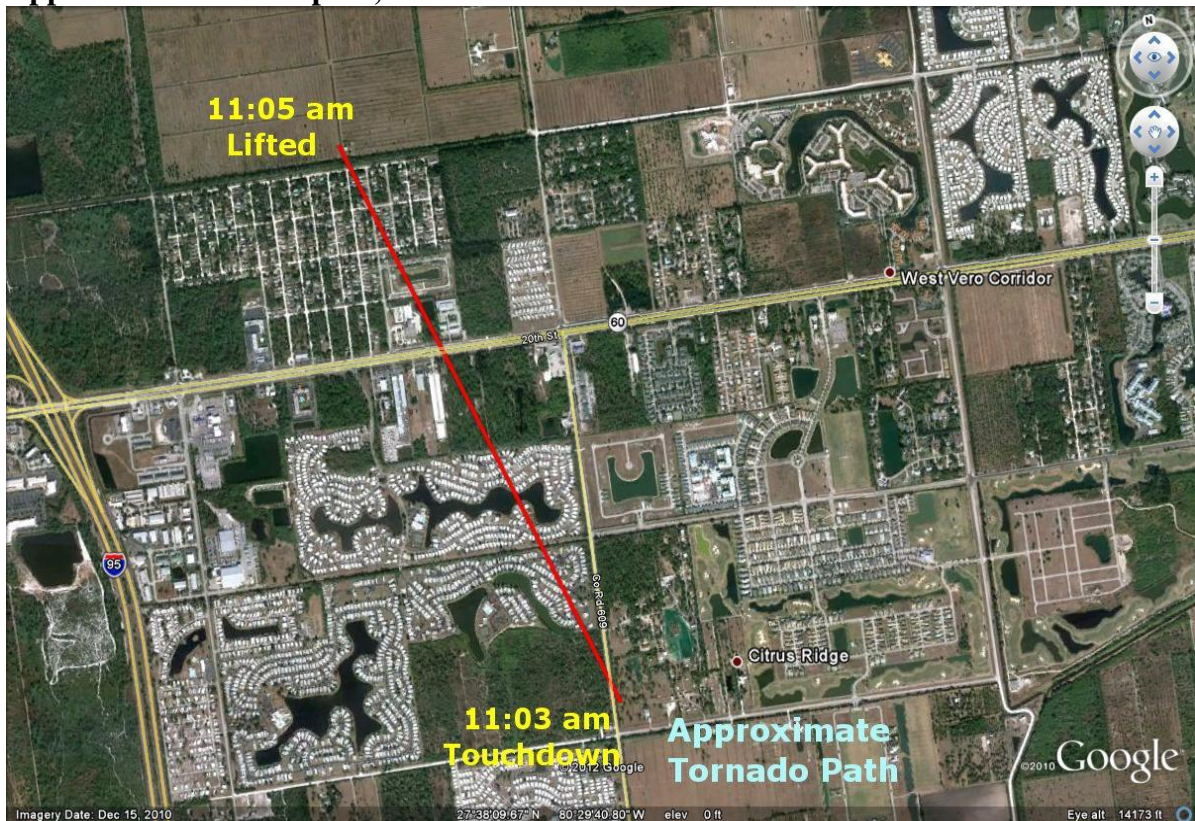 N
11:05 am
Lifted
West Vero Corridor
60
20th St
95
Co Rd 609
Citrus Ridge
11:03 am
Touchdown
Approximate
Tornado Path
© 2012 Google
©2010 Google
Imagery Date: Dec 15, 2010
27°38'09.67" N
80°29'40.80" W
elev
0 ft
Eye alt
14173 ft